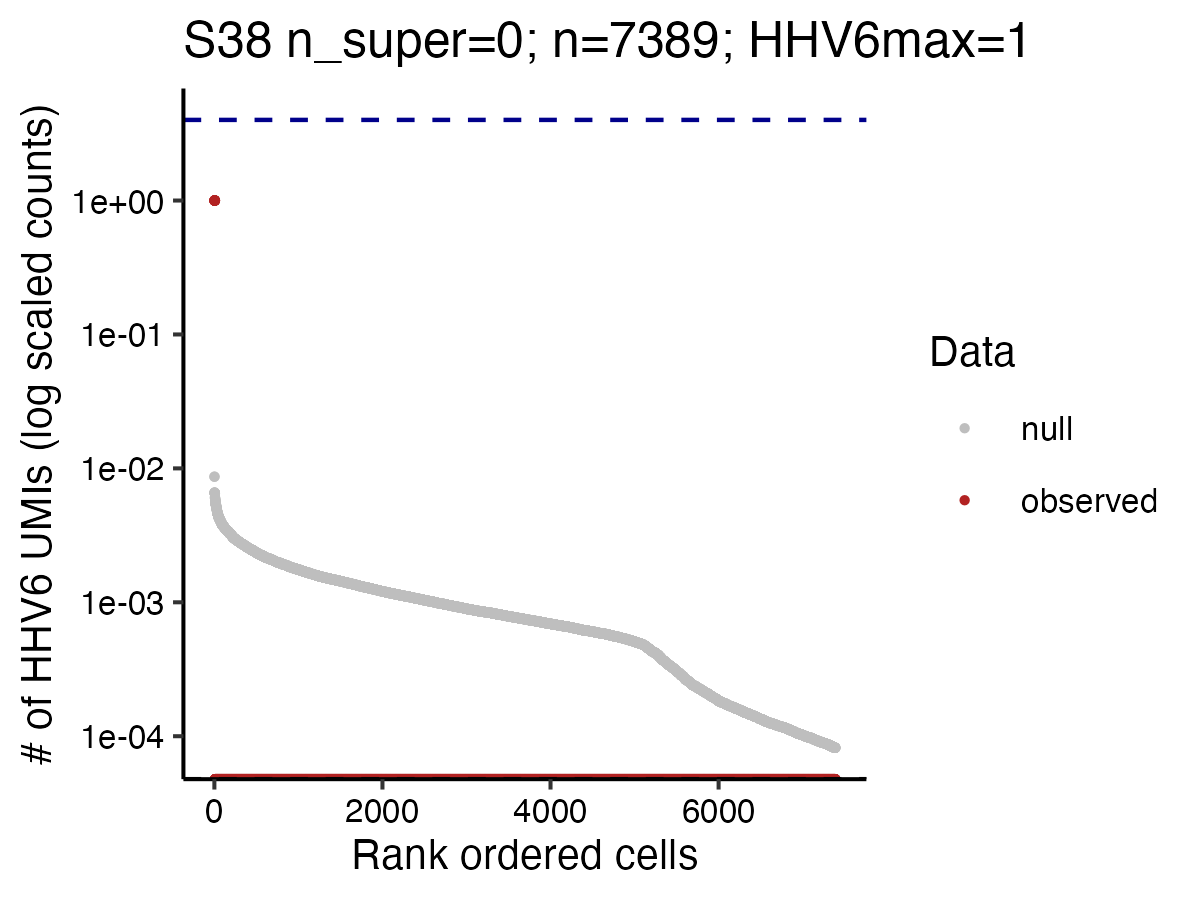 S38 n_super=0; n=7389; HHV6max=1
# of HHV6 UMIs (log scaled counts)
1e+00
1e-01
1e-02
1e-03
1e-04
0 2000 4000 6000
Rank ordered cells
Data
null
observed